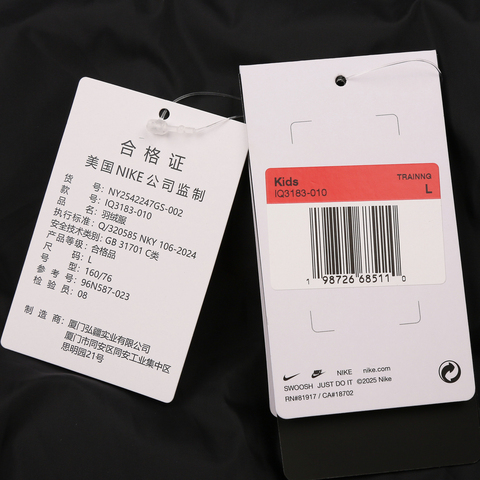 合格证
美国 NIKE 公司监制
货号: NY2542247GS-002
款号: IQ3183-010
品名: 羽绒服
执行标准: Q/320585 NKY 106-2024
安全技术类别: GB 31701 C类
产品等级: 合格品
尺码: L
号型: 160/76
参考号: 96N587-023
检验员: 08
制造商: 厦门弘疆实业有限公司
厦门市同安区同安工业集中区
思明园21号
Kids
TRAINNG
IQ3183-010
L
1 98726 68511 0
NIKE nike.com
SWOOSH JUST DO IT ©2025 Nike
RN#81917 / CA#18702